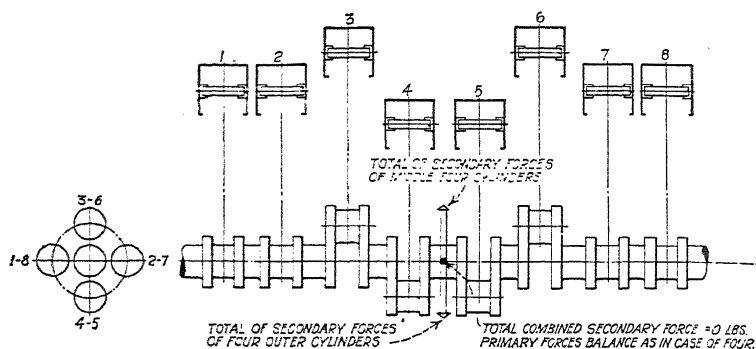 3
6
1
2
7
8
4
5
TOTAL OF SECONDARY FORCES
OF MIDDLE FOUR CYLINDERS
3-6
1-8
2-7
4-5
TOTAL OF SECONDARY FORCES
OF FOUR OUTER CYLINDERS
TOTAL COMBINED SECONDARY FORCE =0 LBS.
PRIMARY FORCES BALANCE AS IN CASE OF FOUR.